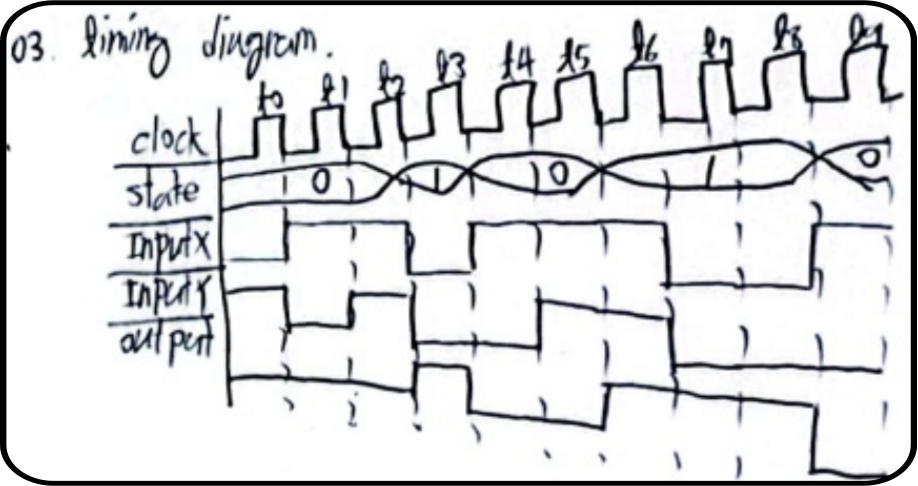 03. timing diagram.
t0 t1 t2 t3 t4 t5 t6 t7 t8 t9
clock
state 0 1 0 1 0
InputX
InputY
output